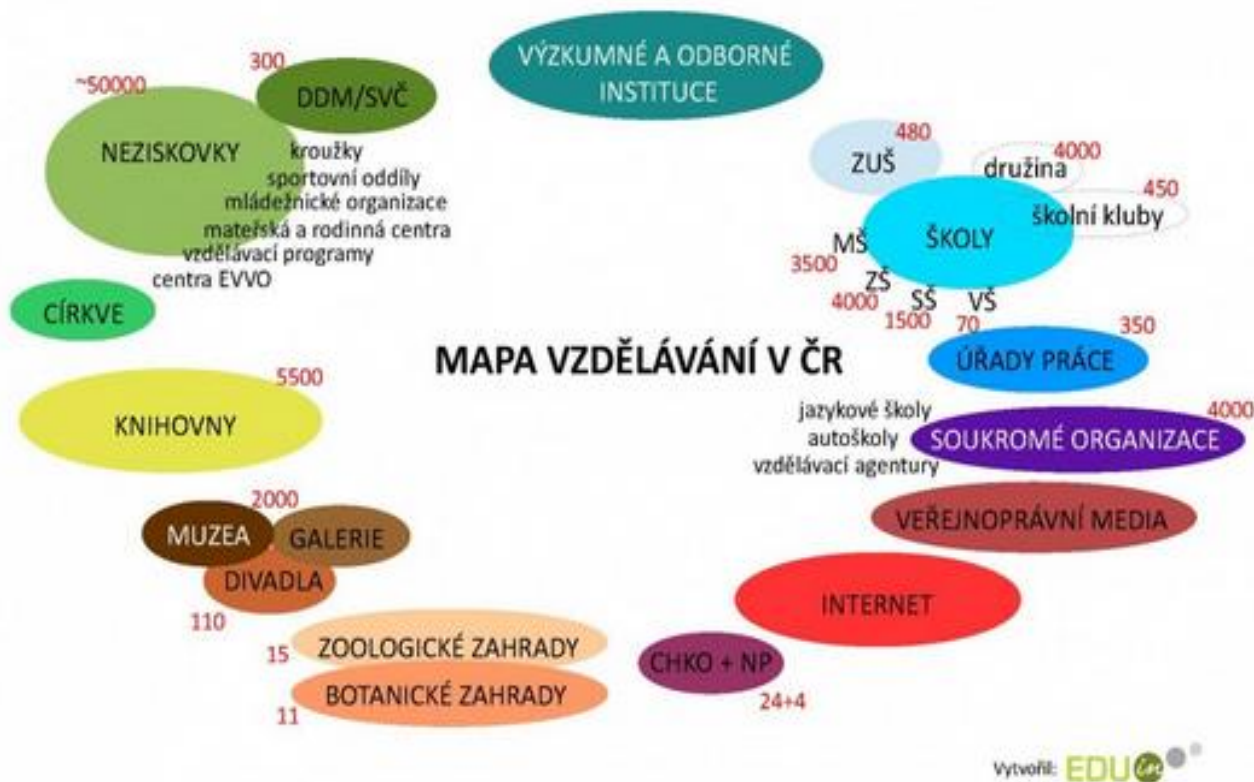 VÝZKUMNÉ A ODBORNÉ
INSTITUCE
~50000
300
DDM/SVČ
NEZISKOVKY
kroužky
sportovní oddíly
mládežnické organizace
mateřská a rodinná centra
vzdělávací programy
centra EVVO
480
ZUŠ
4000
družina
450
školní kluby
ŠKOLY
MŠ
3500
ZŠ
4000
SŠ
1500
VŠ
70
CÍRKVE
MAPA VZDĚLÁVÁNÍ V ČR
350
ÚŘADY PRÁCE
5500
KNIHOVNY
jazykové školy
autoškoly
vzdělávací agentury
4000
SOUKROMÉ ORGANIZACE
2000
MUZEA
GALERIE
DIVADLA
110
VEŘEJNOPRÁVNÍ MEDIA
INTERNET
15
ZOOLOGICKÉ ZAHRADY
11
BOTANICKÉ ZAHRADY
CHKO + NP
24+4
Vytvořil: EDUin